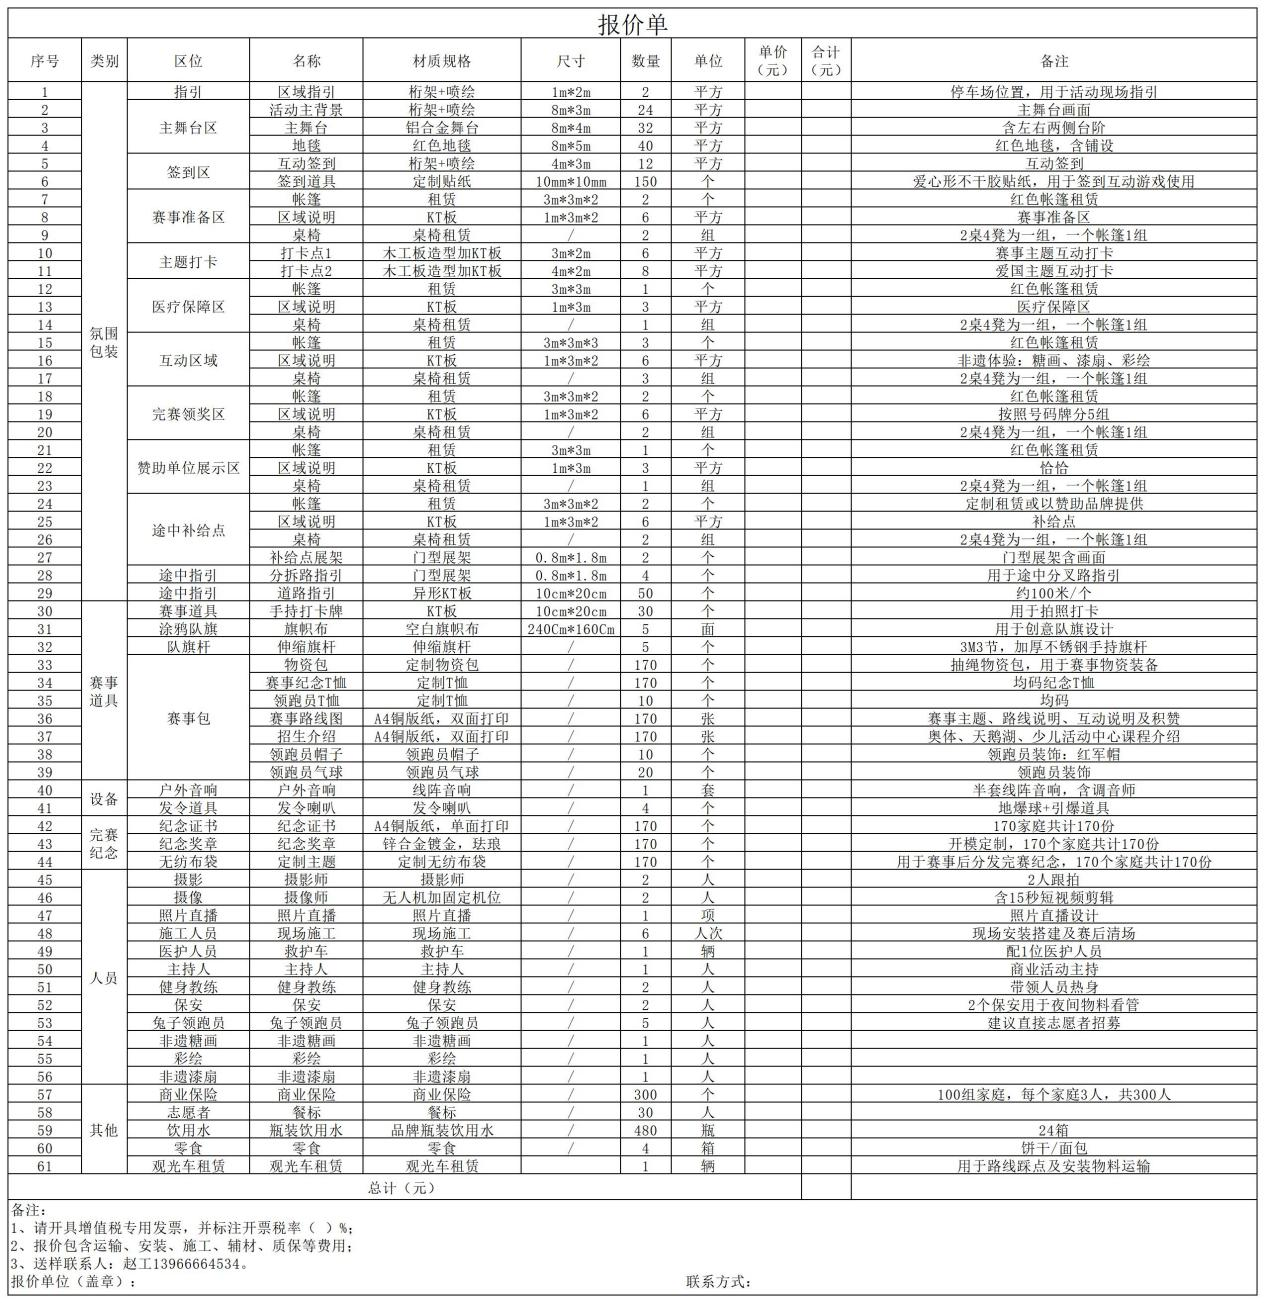 报价单
序号 类别 区位 名称 材质规格 尺寸 数量 单位 单价（元） 合计（元） 备注
1 氛围包装 指引 区域指引 桁架+喷绘 1m*2m 2 平方 停车场位置，用于活动现场指引
2 主舞台区 活动主背景 桁架+喷绘 8m*3m 24 平方 主舞台画面
3 主舞台 铝合金舞台 8m*4m 32 平方 含左右两侧台阶
4 地毯 红色地毯 8m*5m 40 平方 红色地毯，含铺设
5 签到区 互动签到 桁架+喷绘 4m*3m 12 平方 互动签到
6 签到道具 定制贴纸 10mm*10mm 150 个 爱心形不干胶贴纸，用于签到互动游戏使用
7 赛事准备区 帐篷 租赁 3m*3m*2 2 个 红色帐篷租赁
8 区域说明 KT板 1m*3m*2 6 平方 赛事准备区
9 桌椅 桌椅租赁 / 2 组 2桌4凳为一组，一个帐篷1组
10 主题打卡 打卡点1 木工板造型加KT板 3m*2m 6 平方 赛事主题互动打卡
11 打卡点2 木工板造型加KT板 4m*2m 8 平方 爱国主题互动打卡
12 医疗保障区 帐篷 租赁 3m*3m 1 个 红色帐篷租赁
13 区域说明 KT板 1m*3m 3 平方 医疗保障区
14 桌椅 桌椅租赁 / 1 组 2桌4凳为一组，一个帐篷1组
15 互动区域 帐篷 租赁 3m*3m*3 3 个 红色帐篷租赁
16 区域说明 KT板 1m*3m*2 6 平方 非遗体验：糖画、漆扇、彩绘
17 桌椅 桌椅租赁 / 3 组 2桌4凳为一组，一个帐篷1组
18 完赛领奖区 帐篷 租赁 3m*3m*2 2 个 红色帐篷租赁
19 区域说明 KT板 1m*3m*2 6 平方 按照号码牌分5组
20 桌椅 桌椅租赁 / 2 组 2桌4凳为一组，一个帐篷1组
21 赞助单位展示区 帐篷 租赁 3m*3m 1 个 红色帐篷租赁
22 区域说明 KT板 1m*3m 3 平方 恰恰
23 桌椅 桌椅租赁 / 1 组 2桌4凳为一组，一个帐篷1组
24 途中补给点 帐篷 租赁 3m*3m*2 2 个 定制租赁或以赞助品牌提供
25 区域说明 KT板 1m*3m*2 6 平方 补给点
26 桌椅 桌椅租赁 / 2 组 2桌4凳为一组，一个帐篷1组
27 补给点展架 门型展架 0.8m*1.8m 2 个 门型展架含画面
28 途中指引 分拆路指引 门型展架 0.8m*1.8m 4 个 用于途中分叉路指引
29 途中指引 道路指引 异形KT板 10cm*20cm 50 个 约100米/个
30 赛事道具 赛事道具 手持打卡牌 KT板 10cm*20cm 30 个 用于拍照打卡
31 涂鸦队旗 旗帜布 空白旗帜布 240Cm*160Cm 5 面 用于创意队旗设计
32 队旗杆 伸缩旗杆 伸缩旗杆 / 5 个 3M3节，加厚不锈钢手持旗杆
33 赛事包 物资包 定制物资包 / 170 个 抽绳物资包，用于赛事物资装备
34 赛事纪念T恤 定制T恤 / 170 个 均码纪念T恤
35 领跑员T恤 定制T恤 / 10 个 均码
36 赛事路线图 A4铜版纸，双面打印 / 170 张 赛事主题、路线说明、互动说明及积赞
37 招生介绍 A4铜版纸，双面打印 / 170 张 奥体、天鹅湖、少儿活动中心课程介绍
38 领跑员帽子 领跑员帽子 / 10 个 领跑员装饰：红军帽
39 领跑员气球 领跑员气球 / 20 个 领跑员装饰
40 设备 户外音响 户外音响 线阵音响 / 1 套 半套线阵音响，含调音师
41 发令道具 发令喇叭 发令喇叭 / 4 个 地爆球+引爆道具
42 完赛纪念 纪念证书 纪念证书 A4铜版纸，单面打印 / 170 个 170家庭共计170份
43 纪念奖章 纪念奖章 锌合金镀金，珐琅 / 170 个 开模定制，170个家庭共计170份
44 无纺布袋 定制主题 定制无纺布袋 / 170 个 用于赛事后分发完赛纪念，170个家庭共计170份
45 人员 摄影 摄影师 摄影师 / 2 人 2人跟拍
46 摄像 摄像师 无人机加固定机位 / 2 人 含15秒短视频剪辑
47 照片直播 照片直播 照片直播 / 1 项 照片直播设计
48 施工人员 现场施工 现场施工 / 6 人次 现场安装搭建及赛后清场
49 医护人员 救护车 救护车 / 1 辆 配1位医护人员
50 主持人 主持人 主持人 / 1 人 商业活动主持
51 健身教练 健身教练 健身教练 / 2 人 带领人员热身
52 保安 保安 保安 / 2 人 2个保安用于夜间物料看管
53 兔子领跑员 兔子领跑员 兔子领跑员 / 5 人 建议直接志愿者招募
54 非遗糖画 非遗糖画 非遗糖画 / 1 人
55 彩绘 彩绘 彩绘 / 1 人
56 非遗漆扇 非遗漆扇 非遗漆扇 / 1 人
57 其他 商业保险 商业保险 商业保险 / 300 个 100组家庭，每个家庭3人，共300人
58 志愿者 餐标 餐标 / 30 人
59 饮用水 瓶装饮用水 品牌瓶装饮用水 / 480 瓶 24箱
60 零食 零食 零食 / 4 箱 饼干/面包
61 观光车租赁 观光车租赁 观光车租赁 1 辆 用于路线踩点及安装物料运输
总计（元）
备注：
1、请开具增值税专用发票，并标注开票税率（ ）%；
2、报价包含运输、安装、施工、辅材、质保等费用；
3、送样联系人：赵工13966664534。
报价单位（盖章）： 联系方式：